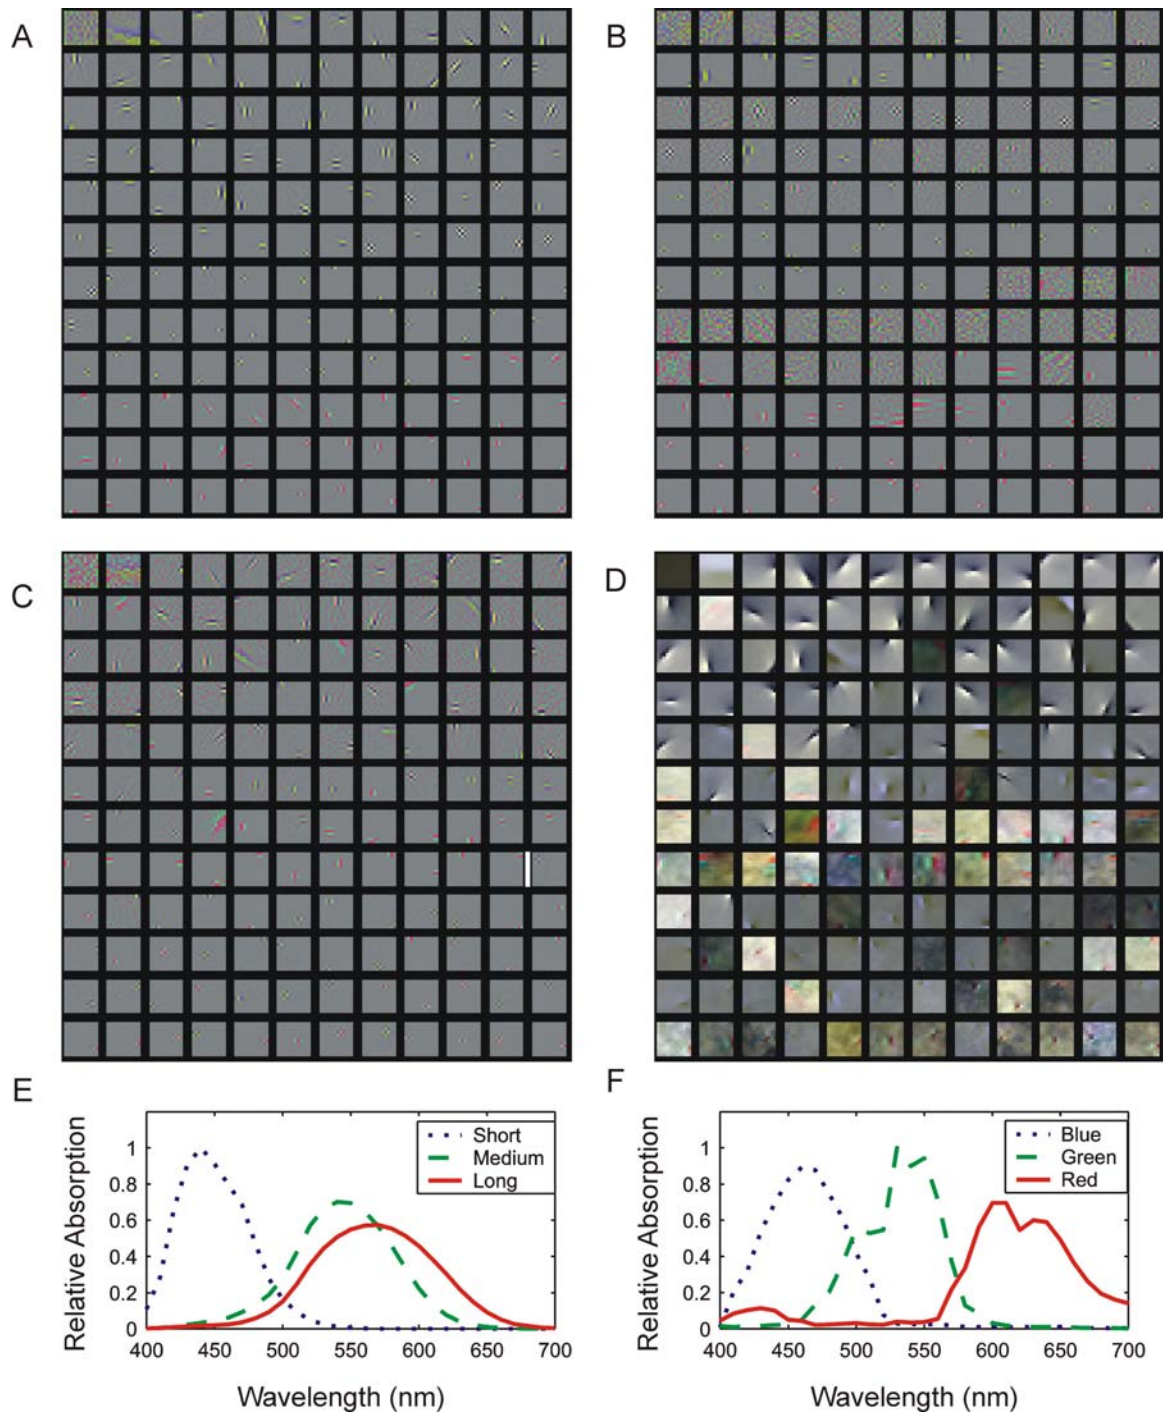 A
B
C
D
E
F
Relative Absorption
1
0.8
0.6
0.4
0.2
0
400
450
500
550
600
650
700
Wavelength (nm)
Short
Medium
Long
Relative Absorption
1
0.8
0.6
0.4
0.2
0
400
450
500
550
600
650
700
Wavelength (nm)
Blue
Green
Red